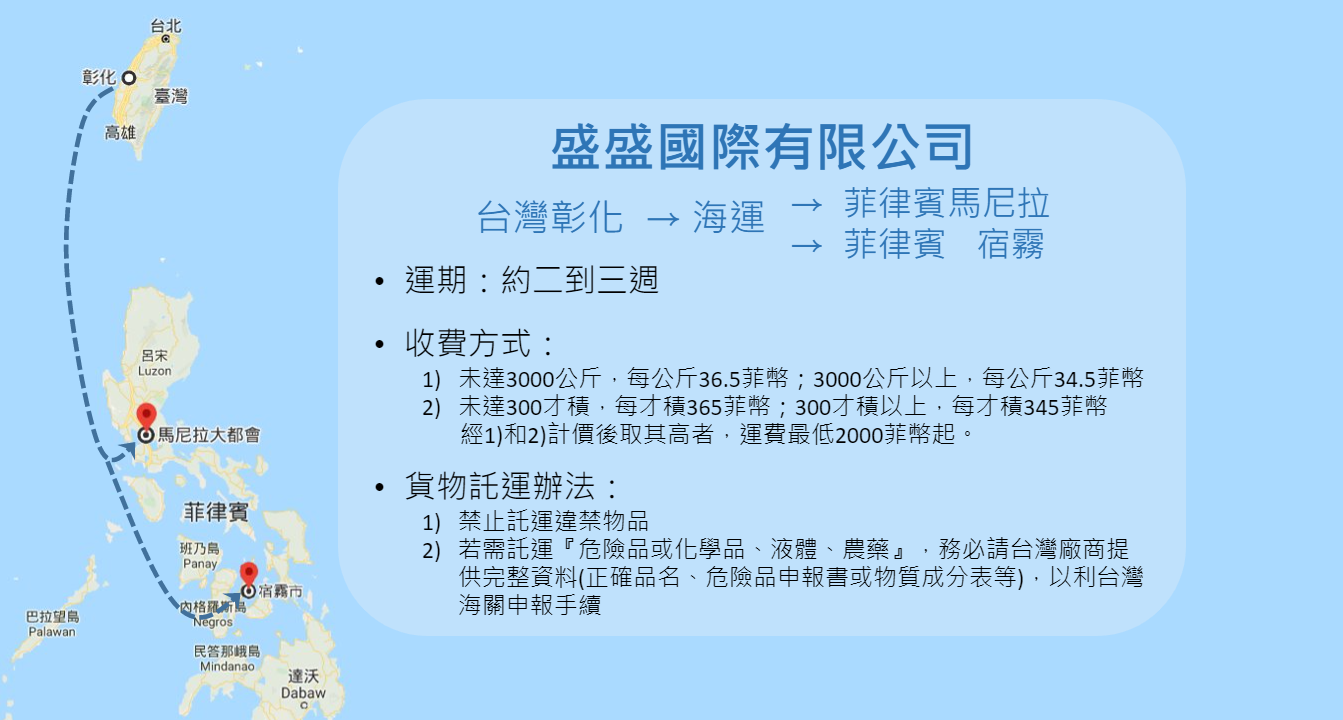 台北
彰化
臺灣
高雄
盛盛國際有限公司
台灣彰化 → 海運 → 菲律賓馬尼拉
→ 菲律賓 宿霧
• 運期：約二到三週
• 收費方式：
1) 未達3000公斤，每公斤36.5菲幣；3000公斤以上，每公斤34.5菲幣
2) 未達300才積，每才積365菲幣；300才積以上，每才積345菲幣
經1)和2)計價後取其高者，運費最低2000菲幣起。
• 貨物託運辦法：
1) 禁止託運違禁物品
2) 若需託運『危險品或化學品、液體、農藥』，務必請台灣廠商提
供完整資料(正確品名、危險品申報書或物質成分表等)，以利台灣
海關申報手續
呂宋
Luzon
馬尼拉大都會
菲律賓
班乃島
Panay
宿霧市
內格羅斯島
Negros
巴拉望島
Palawan
民答那峨島
Mindanao
達沃
Dabaw